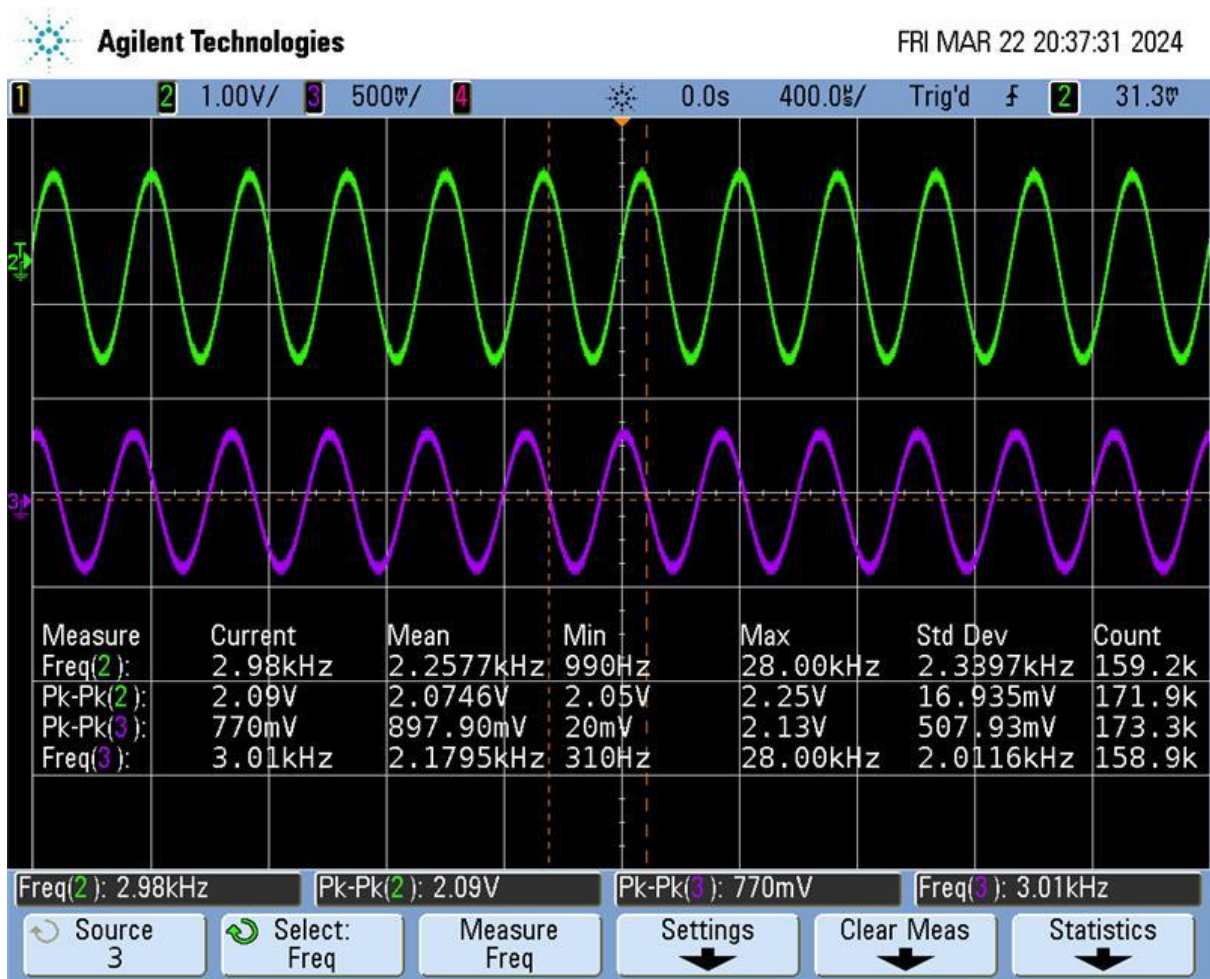 Agilent Technologies FRI MAR 22 20:37:31 2024
1 2 1.00V/ 3 500mV/ 4 0.0s 400.0us/ Trig'd 2 31.3mV
2
3
Measure Current Mean Min Max Std Dev Count
Freq(2): 2.98kHz 2.2577kHz 990Hz 28.00kHz 2.3397kHz 159.2k
Pk-Pk(2): 2.09V 2.0746V 2.05V 2.25V 16.935mV 171.9k
Pk-Pk(3): 770mV 897.90mV 20mV 2.13V 507.93mV 173.3k
Freq(3): 3.01kHz 2.1795kHz 310Hz 28.00kHz 2.0116kHz 158.9k
Freq(2): 2.98kHz Pk-Pk(2): 2.09V Pk-Pk(3): 770mV Freq(3): 3.01kHz
Source Select: Measure Settings Clear Meas Statistics
3 Freq Freq